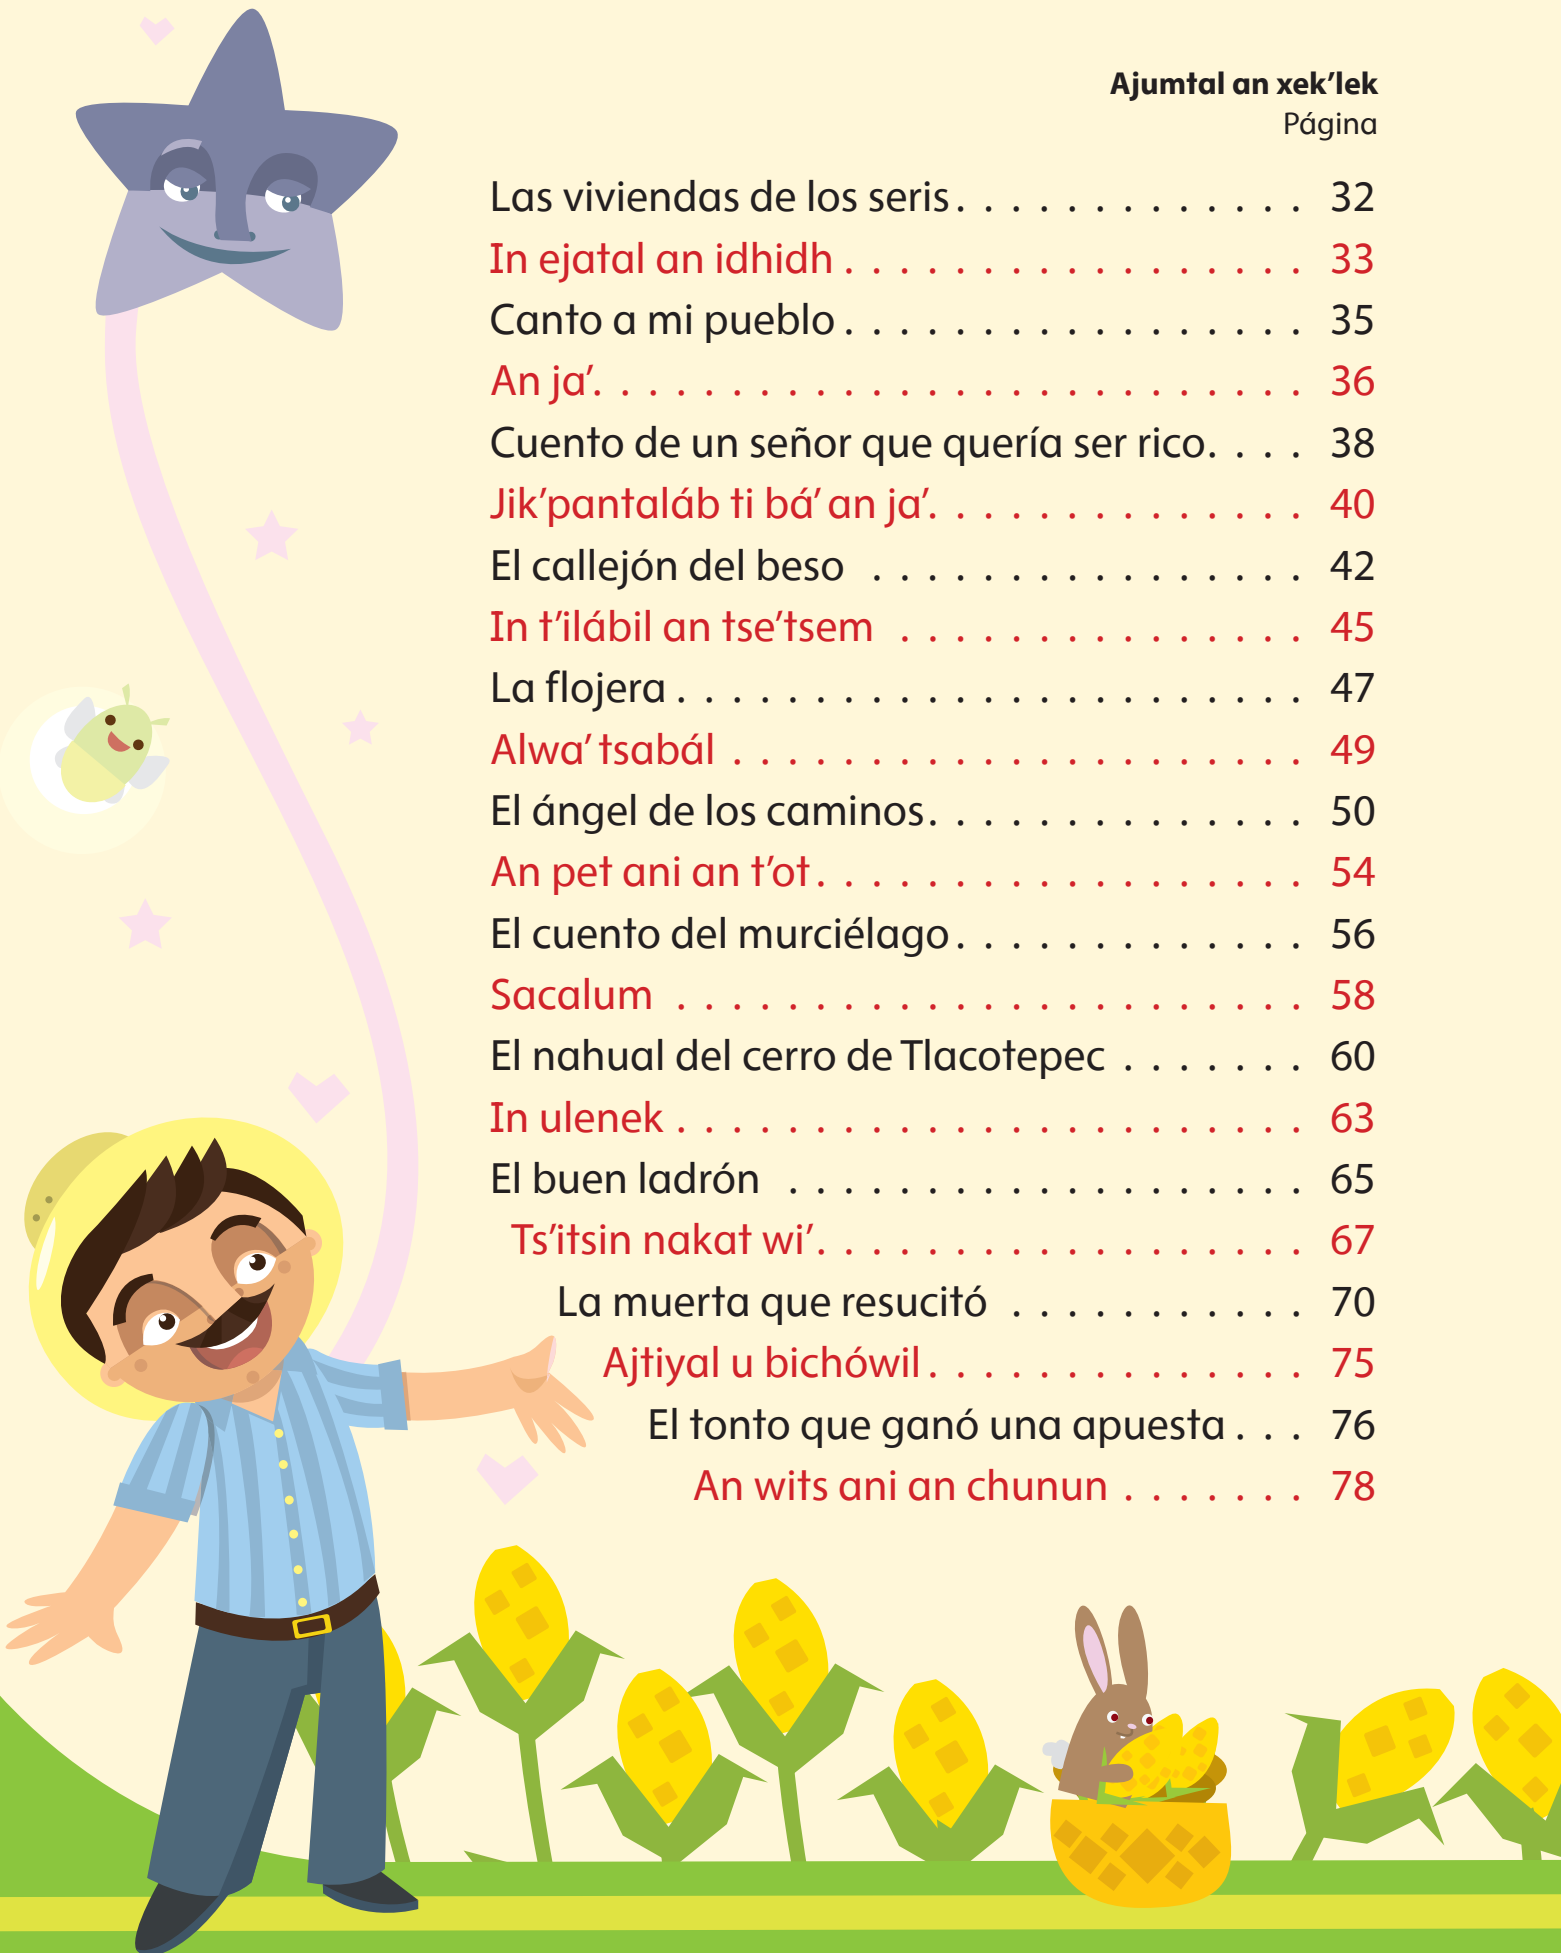 Ajumtal an xek’lek
Página
Las viviendas de los seris. . . . . . . . . . . . . 32
In ejatal an idhidh . . . . . . . . . . . . . . . . . 33
Canto a mi pueblo . . . . . . . . . . . . . . . . . 35
An ja’. . . . . . . . . . . . . . . . . . . . . . . . . . 36
Cuento de un señor que quería ser rico. . . . 38
Jik’pantaláb ti bá’ an ja’. . . . . . . . . . . . . . 40
El callejón del beso . . . . . . . . . . . . . . . . 42
In t’ilábil an tse’tsem . . . . . . . . . . . . . . . 45
La flojera . . . . . . . . . . . . . . . . . . . . . . . 47
Alwa’ tsabál . . . . . . . . . . . . . . . . . . . . . 49
El ángel de los caminos. . . . . . . . . . . . . . 50
An pet ani an t’ot. . . . . . . . . . . . . . . . . . 54
El cuento del murciélago. . . . . . . . . . . . . 56
Sacalum . . . . . . . . . . . . . . . . . . . . . . . 58
El nahual del cerro de Tlacotepec . . . . . . . 60
In ulenek . . . . . . . . . . . . . . . . . . . . . . . 63
El buen ladrón . . . . . . . . . . . . . . . . . . . 65
Ts’itsin nakat wi’. . . . . . . . . . . . . . . . . . 67
La muerta que resucitó . . . . . . . . . . . 70
Ajtiyal u bichówil. . . . . . . . . . . . . . 75
El tonto que ganó una apuesta . . . 76
An wits ani an chunun . . . . . . . 78